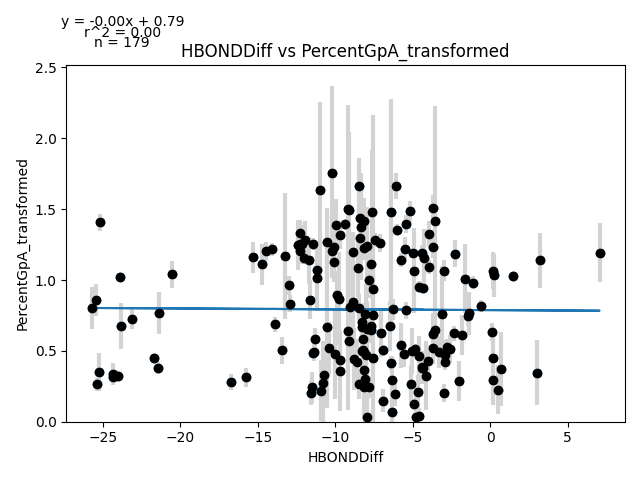 y = -0.00x + 0.79
r^2 = 0.00
n = 179
HBONDDiff vs PercentGpA_transformed
2.5
2.0
1.5
1.0
0.5
0.0
PercentGpA_transformed
−25
−20
−15
−10
−5
0
5
HBONDDiff